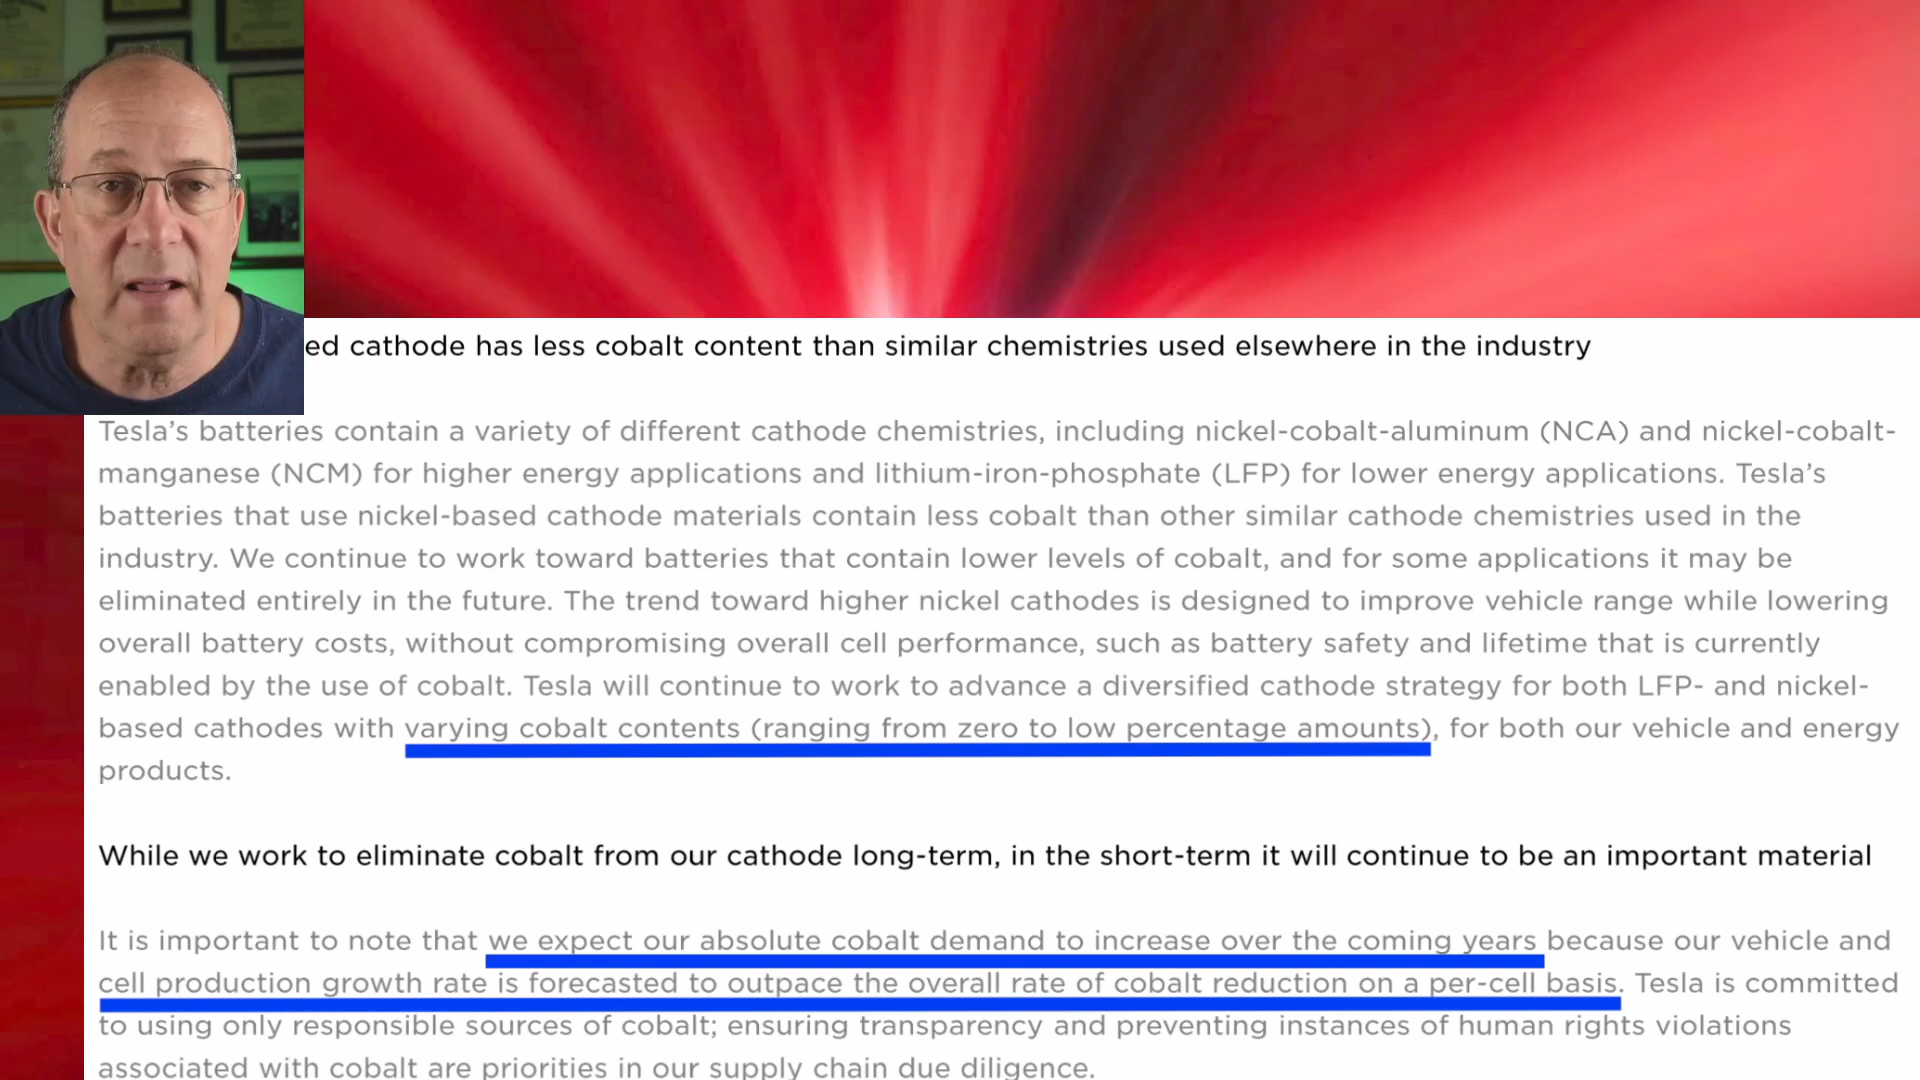 ed cathode has less cobalt content than similar chemistries used elsewhere in the industry
Tesla’s batteries contain a variety of different cathode chemistries, including nickel-cobalt-aluminum (NCA) and nickel-cobalt-
manganese (NCM) for higher energy applications and lithium-iron-phosphate (LFP) for lower energy applications. Tesla’s
batteries that use nickel-based cathode materials contain less cobalt than other similar cathode chemistries used in the
industry. We continue to work toward batteries that contain lower levels of cobalt, and for some applications it may be
eliminated entirely in the future. The trend toward higher nickel cathodes is designed to improve vehicle range while lowering
overall battery costs, without compromising overall cell performance, such as battery safety and lifetime that is currently
enabled by the use of cobalt. Tesla will continue to work to advance a diversified cathode strategy for both LFP- and nickel-
based cathodes with varying cobalt contents (ranging from zero to low percentage amounts), for both our vehicle and energy
products.
While we work to eliminate cobalt from our cathode long-term, in the short-term it will continue to be an important material
It is important to note that we expect our absolute cobalt demand to increase over the coming years because our vehicle and
cell production growth rate is forecasted to outpace the overall rate of cobalt reduction on a per-cell basis. Tesla is committed
to using only responsible sources of cobalt; ensuring transparency and preventing instances of human rights violations
associated with cobalt are priorities in our supply chain due diligence.